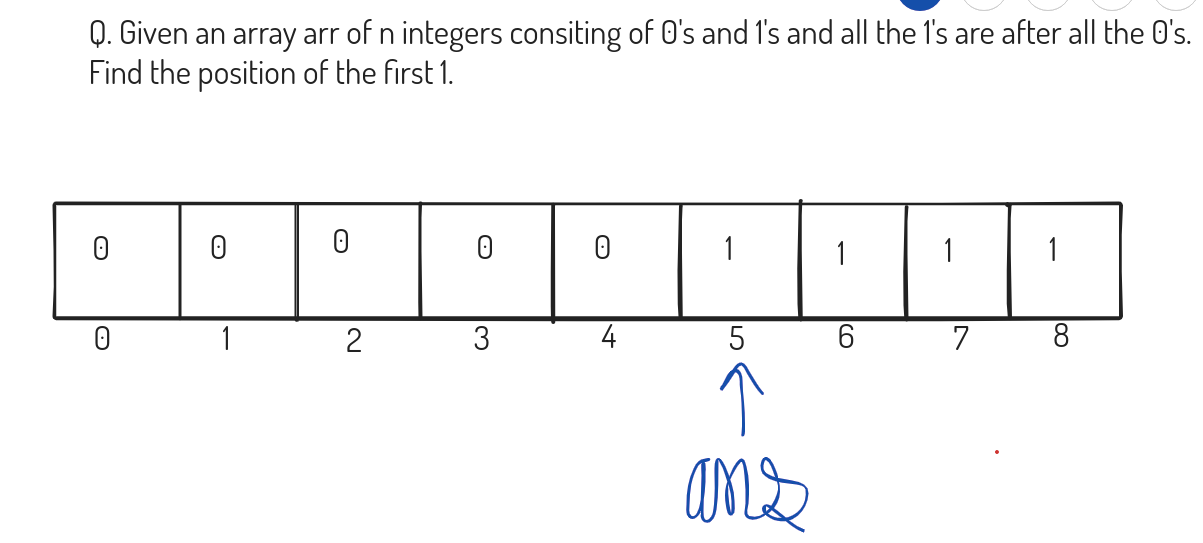 Q. Given an array arr of n integers consiting of 0's and 1's and all the 1's are after all the 0's.
Find the position of the first 1.
0 0 0 0 0 1 1 1 1
0 1 2 3 4 5 6 7 8
ans